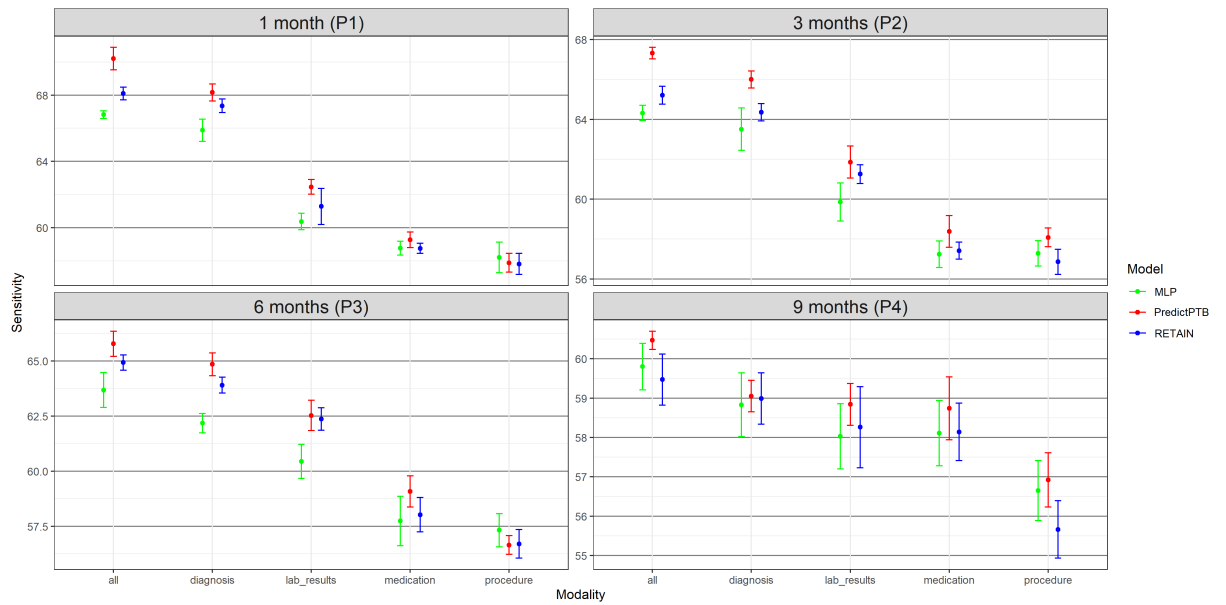 1 month (P1)
3 months (P2)
68
64
60
68
64
60
56
Sensitivity
6 months (P3)
9 months (P4)
65.0
62.5
60.0
57.5
60
59
58
57
56
55
all
diagnosis
lab_results
medication
procedure
all
diagnosis
lab_results
medication
procedure
Modality
Model
MLP
PredictPTB
RETAIN